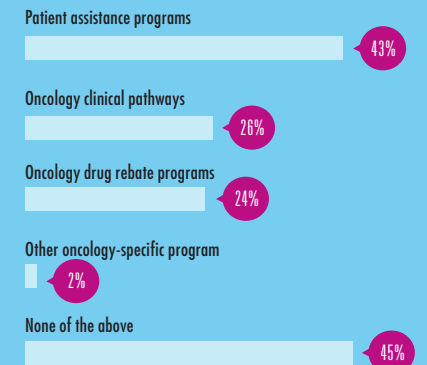 Patient assistance programs
43%
Oncology clinical pathways
26%
Oncology drug rebate programs
24%
Other oncology-specific program
2%
None of the above
45%